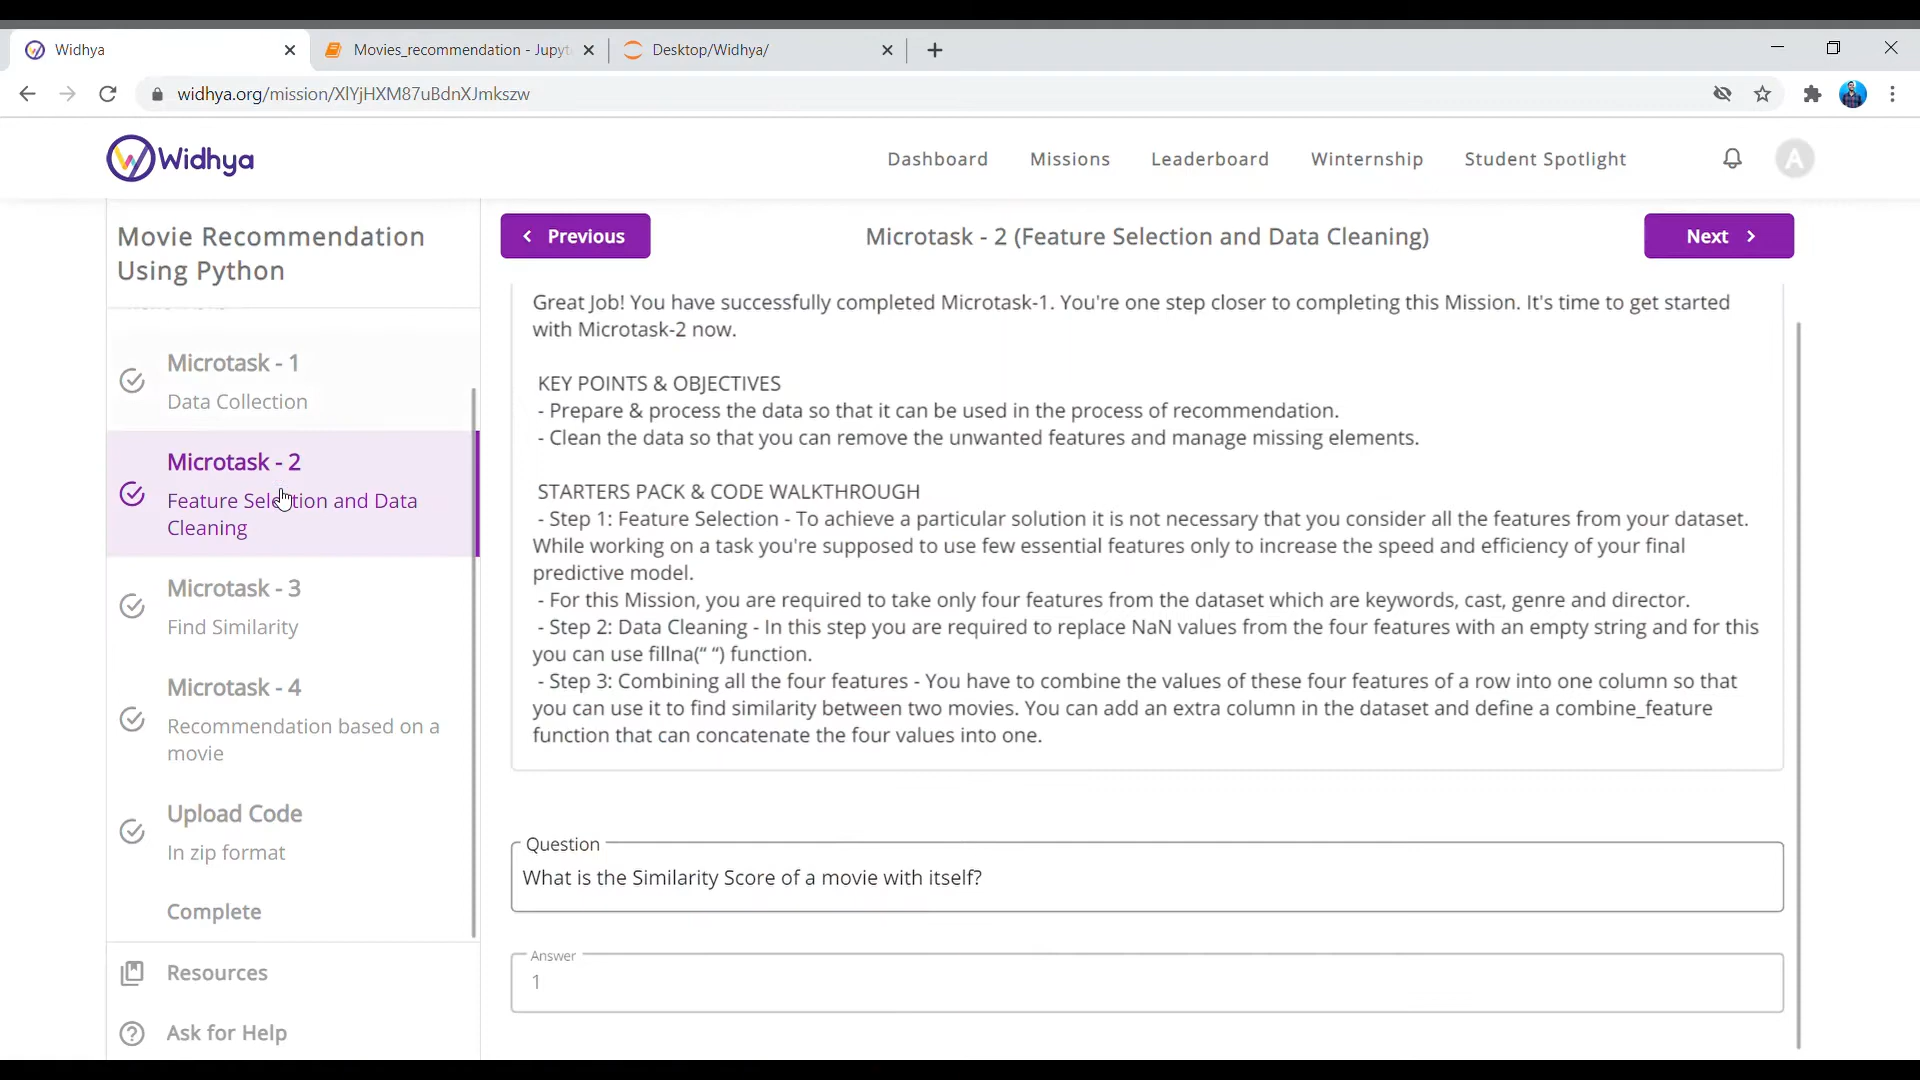 Widhya
Movies_recommendation - Jupyt
Desktop/Widhya/
widhya.org/mission/XlYjHXM87uBdnXJmkszw
Widhya
Dashboard
Missions
Leaderboard
Winternship
Student Spotlight
A
Movie Recommendation
Using Python
Previous
Microtask - 2 (Feature Selection and Data Cleaning)
Next
Microtask - 1
Data Collection
Microtask - 2
Feature Selection and Data
Cleaning
Microtask - 3
Find Similarity
Microtask - 4
Recommendation based on a
movie
Upload Code
In zip format
Complete
Resources
Ask for Help
Great Job! You have successfully completed Microtask-1. You're one step closer to completing this Mission. It's time to get started
with Microtask-2 now.
KEY POINTS & OBJECTIVES
- Prepare & process the data so that it can be used in the process of recommendation.
- Clean the data so that you can remove the unwanted features and manage missing elements.
STARTERS PACK & CODE WALKTHROUGH
- Step 1: Feature Selection - To achieve a particular solution it is not necessary that you consider all the features from your dataset.
While working on a task you're supposed to use few essential features only to increase the speed and efficiency of your final
predictive model.
- For this Mission, you are required to take only four features from the dataset which are keywords, cast, genre and director.
- Step 2: Data Cleaning - In this step you are required to replace NaN values from the four features with an empty string and for this
you can use fillna(“ “) function.
- Step 3: Combining all the four features - You have to combine the values of these four features of a row into one column so that
you can use it to find similarity between two movies. You can add an extra column in the dataset and define a combine_feature
function that can concatenate the four values into one.
Question
What is the Similarity Score of a movie with itself?
Answer
1